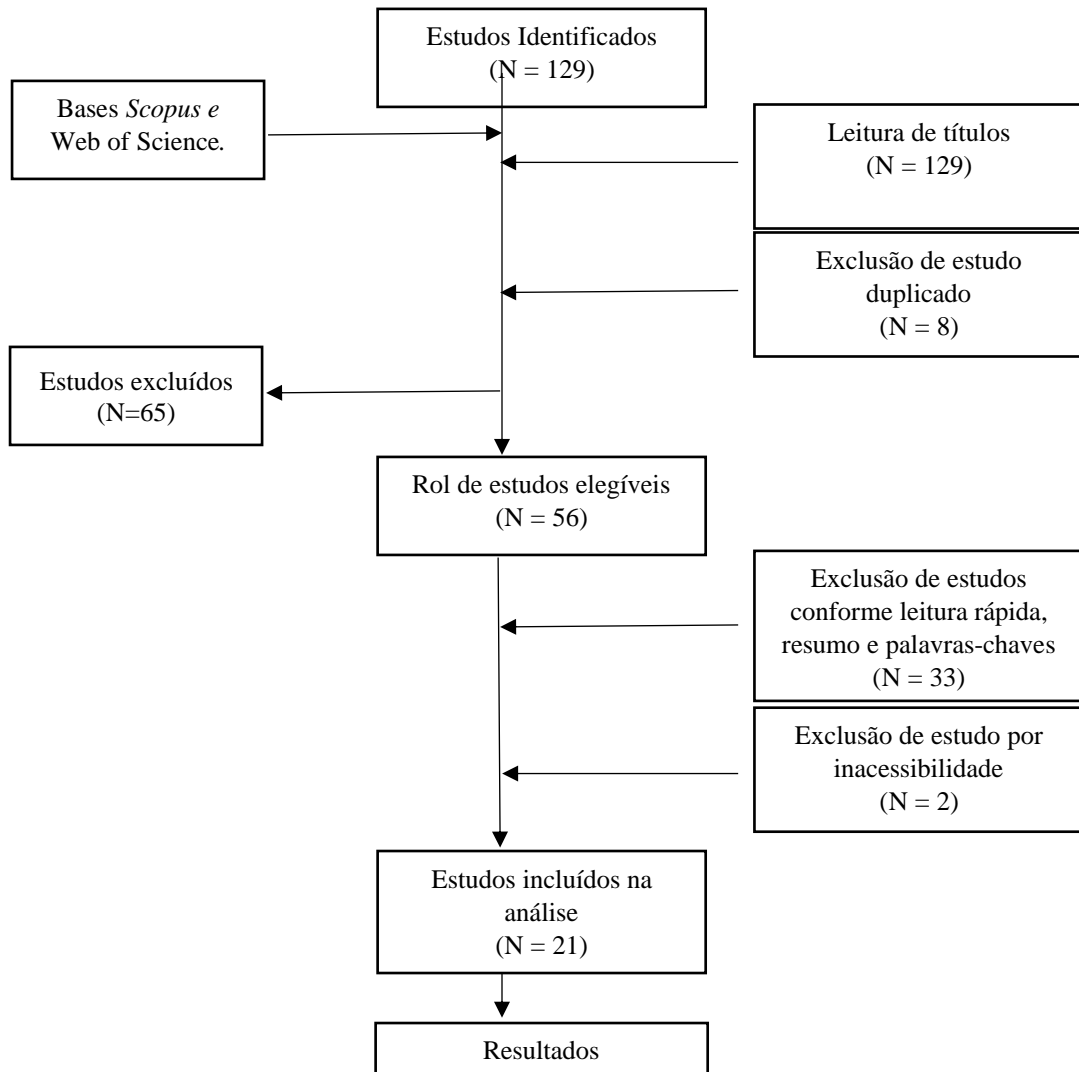 Estudos Identificados
(N = 129)
Bases Scopus e
Web of Science.
Leitura de títulos
(N = 129)
Exclusão de estudo
duplicado
(N = 8)
Estudos excluídos
(N=65)
Rol de estudos elegíveis
(N = 56)
Exclusão de estudos
conforme leitura rápida,
resumo e palavras-chaves
(N = 33)
Exclusão de estudo por
inacessibilidade
(N = 2)
Estudos incluídos na
análise
(N = 21)
Resultados